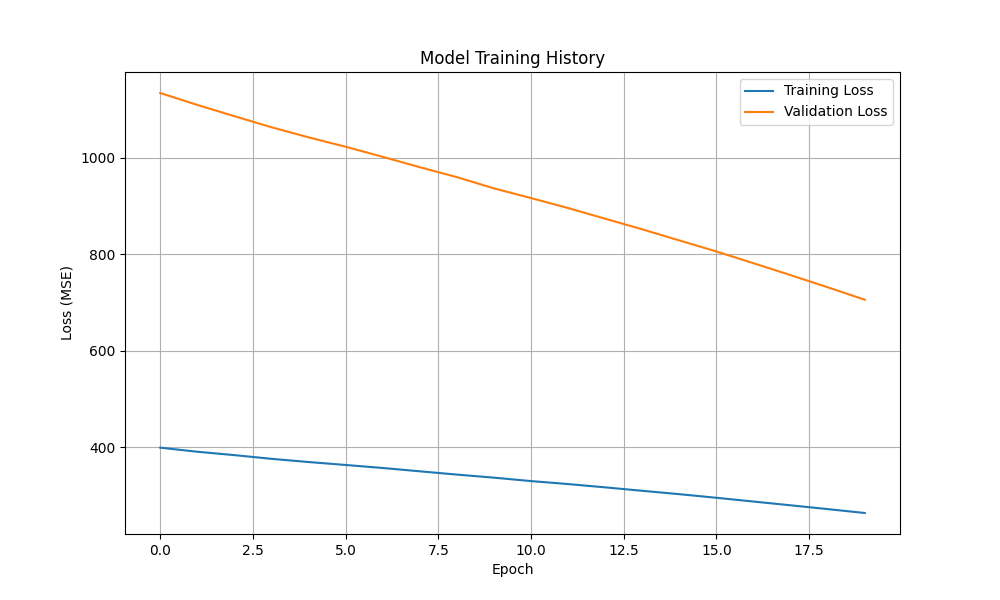 Model Training History
Training Loss
Validation Loss
1000
800
600
400
Loss (MSE)
0.0 2.5 5.0 7.5 10.0 12.5 15.0 17.5
Epoch